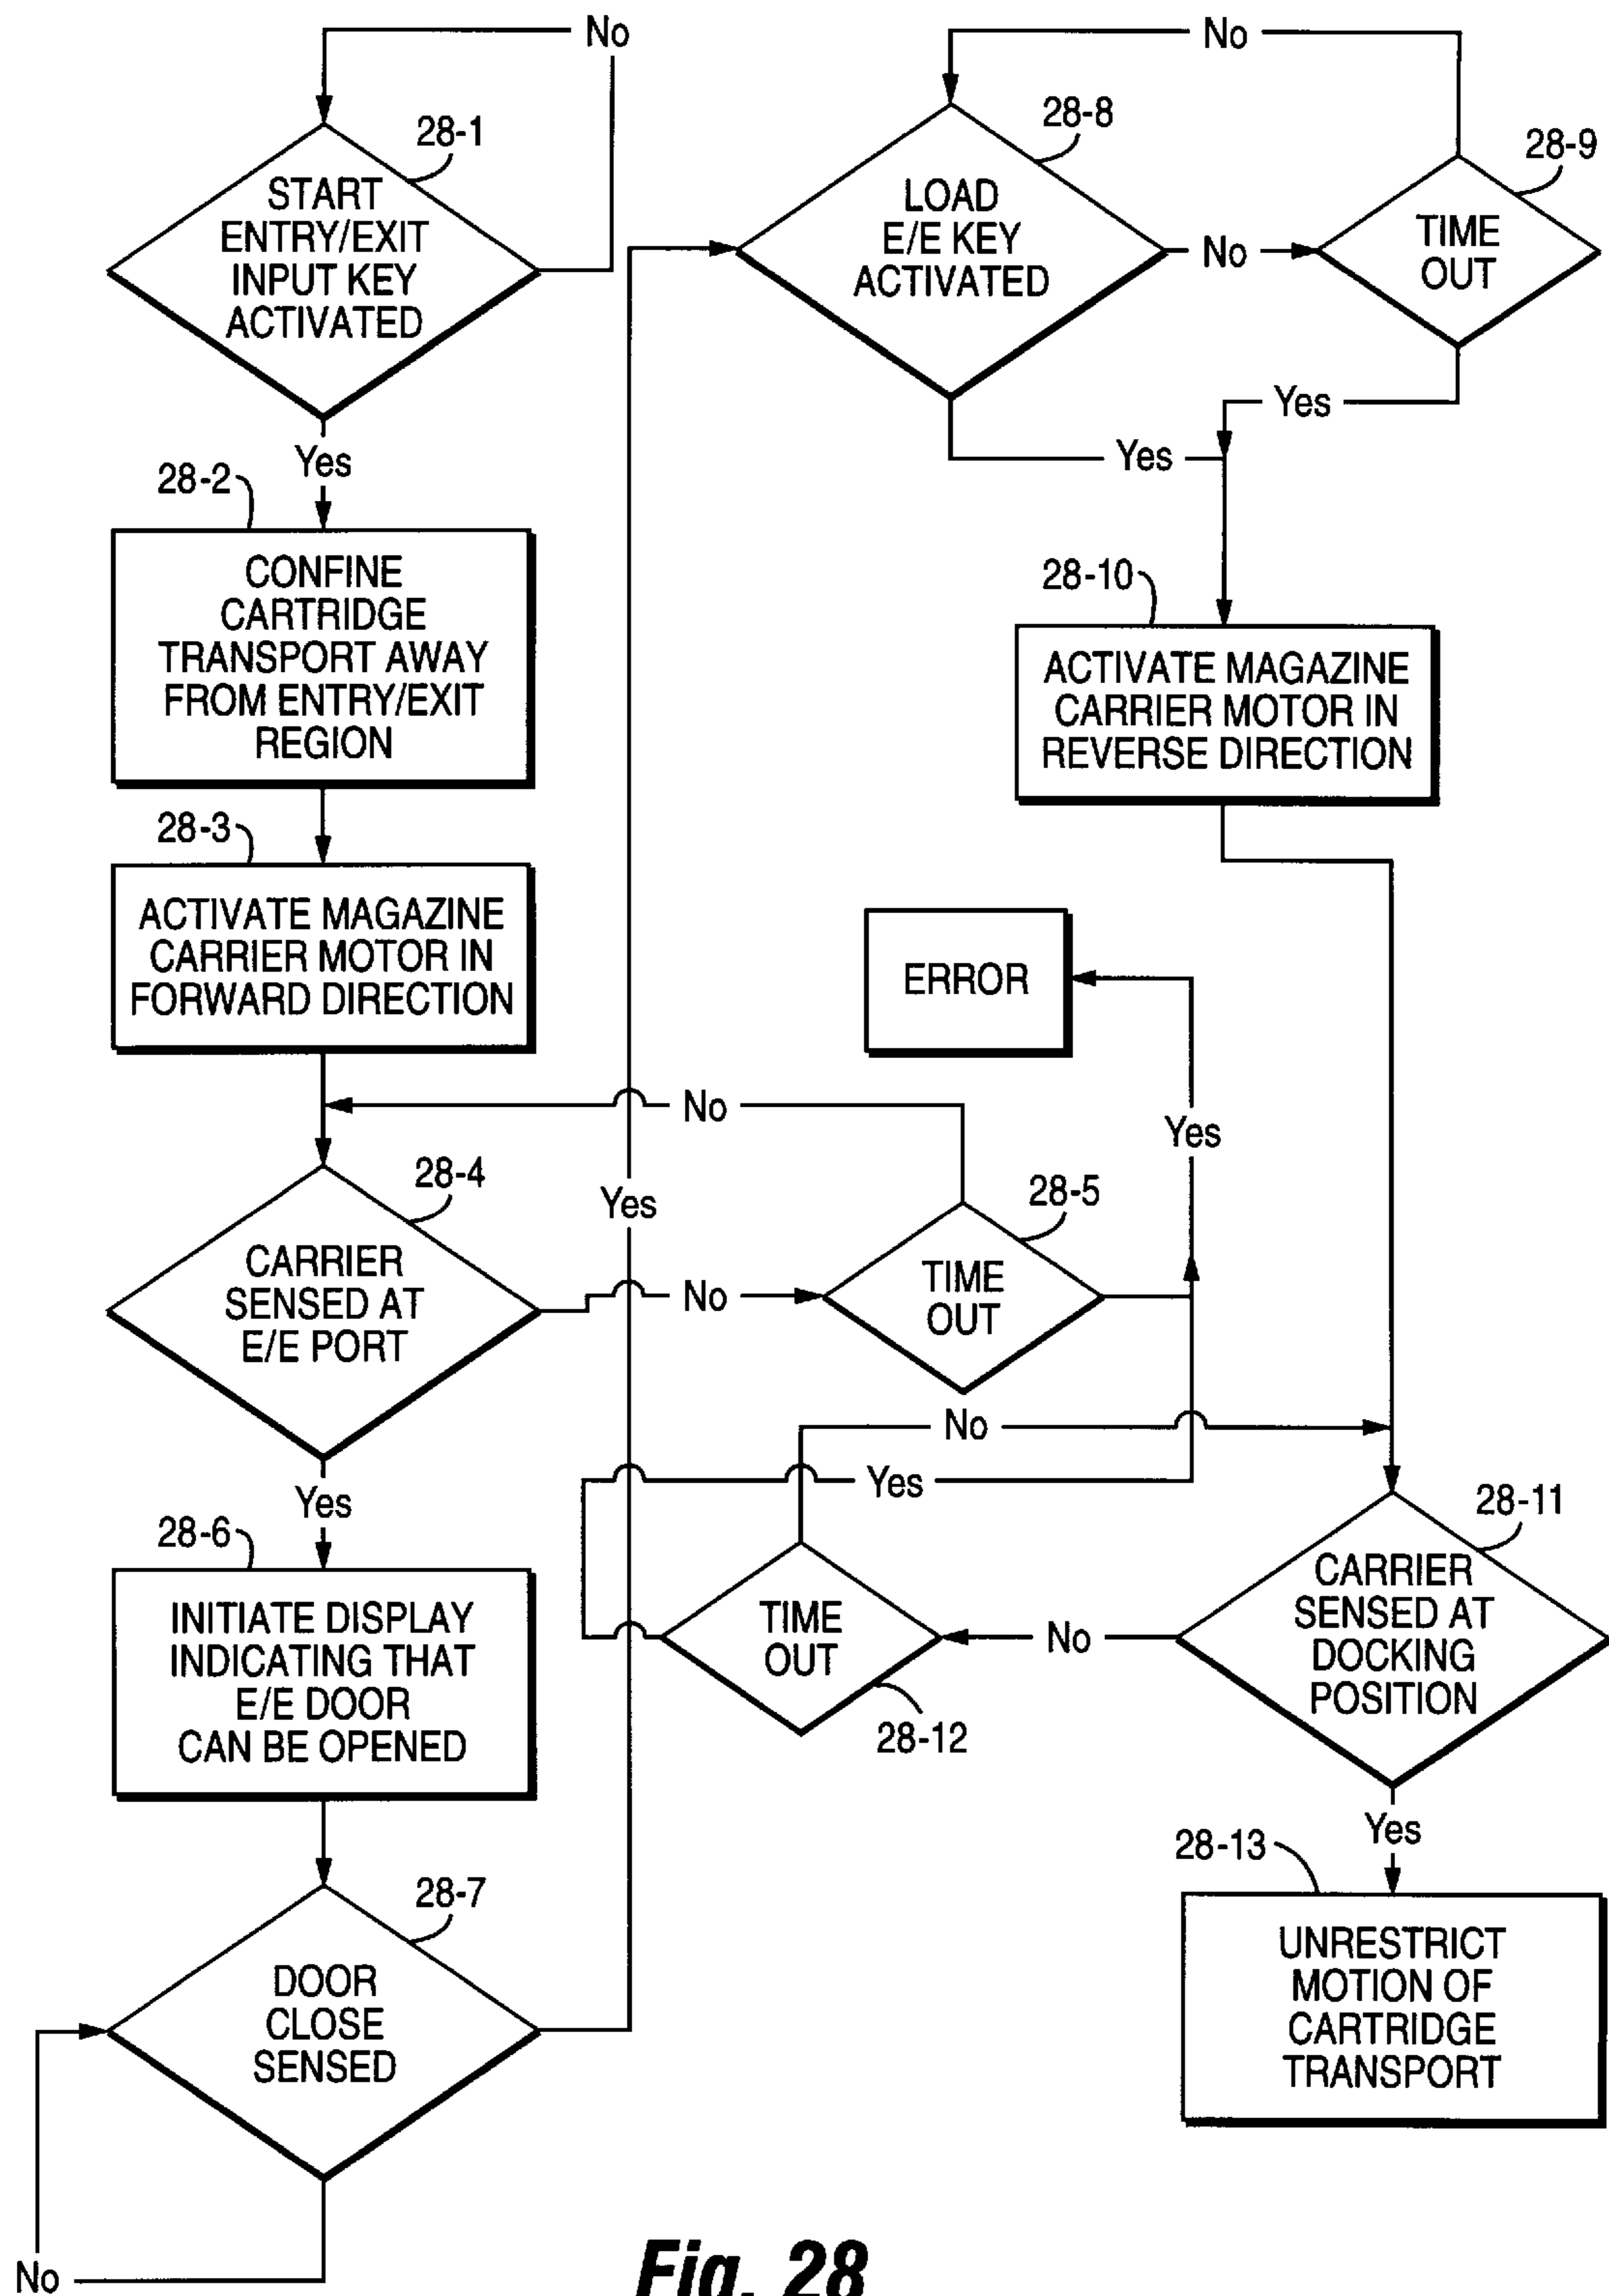 No
28-1
START
ENTRY/EXIT
INPUT KEY
ACTIVATED
Yes
28-2
CONFINE
CARTRIDGE
TRANSPORT AWAY
FROM ENTRY/EXIT
REGION
28-3
ACTIVATE MAGAZINE
CARRIER MOTOR IN
FORWARD DIRECTION
No
28-4
CARRIER
SENSED AT
E/E PORT
No
28-5
TIME
OUT
Yes
ERROR
Yes
28-6
INITIATE DISPLAY
INDICATING THAT
E/E DOOR
CAN BE OPENED
28-7
DOOR
CLOSE
SENSED
No
Yes
No
28-8
LOAD
E/E KEY
ACTIVATED
No
28-9
TIME
OUT
Yes
Yes
28-10
ACTIVATE MAGAZINE
CARRIER MOTOR IN
REVERSE DIRECTION
No
Yes
28-11
CARRIER
SENSED AT
DOCKING
POSITION
No
TIME
OUT
28-12
Yes
28-13
UNRESTRICT
MOTION OF
CARTRIDGE
TRANSPORT
Fig. 28